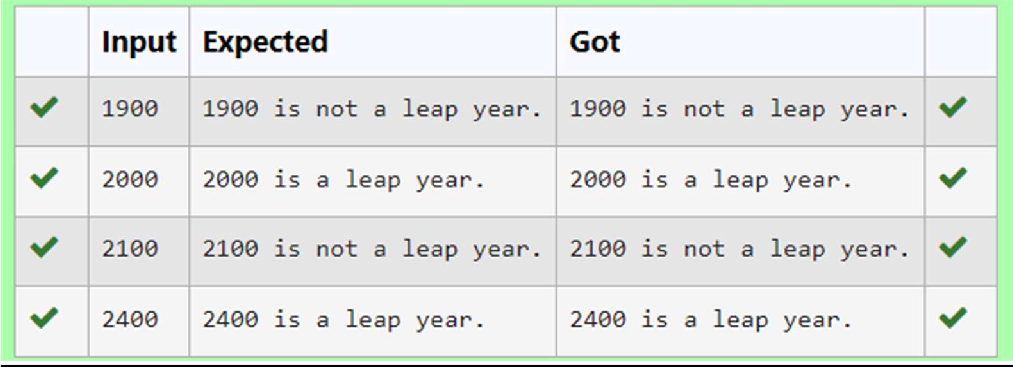 Input Expected Got
1900 1900 is not a leap year. 1900 is not a leap year.
2000 2000 is a leap year. 2000 is a leap year.
2100 2100 is not a leap year. 2100 is not a leap year.
2400 2400 is a leap year. 2400 is a leap year.